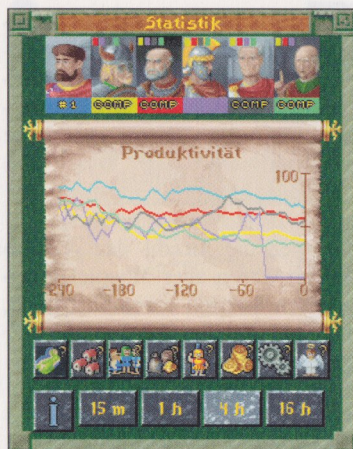 Statistik
#1 COMP COMP COMP COMP
Produktivität
100
-240 -180 -120 -60 0
i 15 m 1 h 4 h 16 h